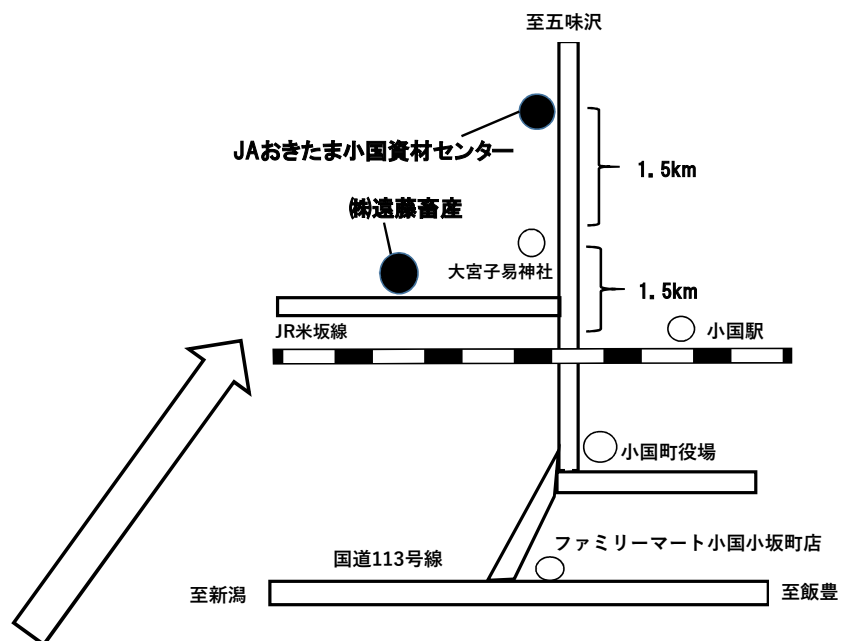 至五味沢
JAおきたま小国資材センター
1.5km
㈱遠藤畜産
大宮子易神社
1.5km
JR米坂線
小国駅
小国町役場
ファミリーマート小国小坂町店
国道113号線
至新潟
至飯豊